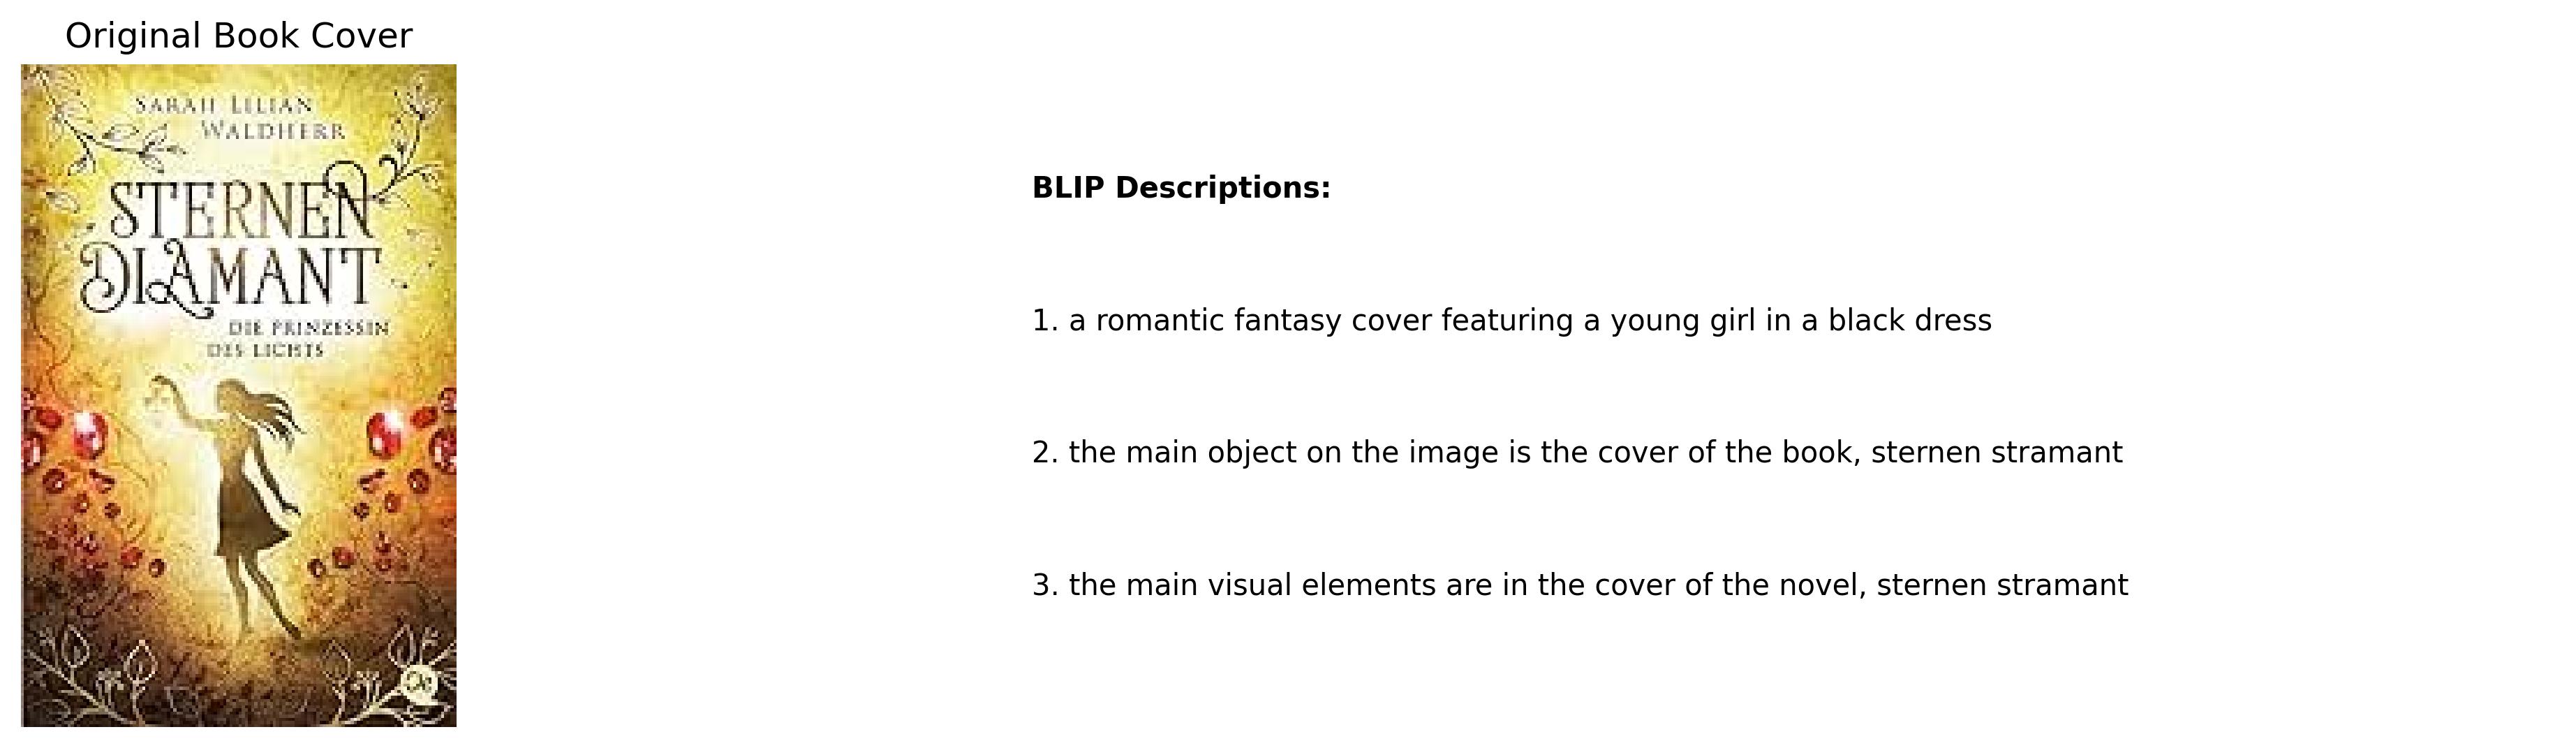 Original Book Cover
SARAH LILIAN
WALDHERR
STERNEN
DIAMANT
DIE PRINZESSIN
DES LICHTS
BLIP Descriptions:
1. a romantic fantasy cover featuring a young girl in a black dress
2. the main object on the image is the cover of the book, sternen stramant
3. the main visual elements are in the cover of the novel, sternen stramant